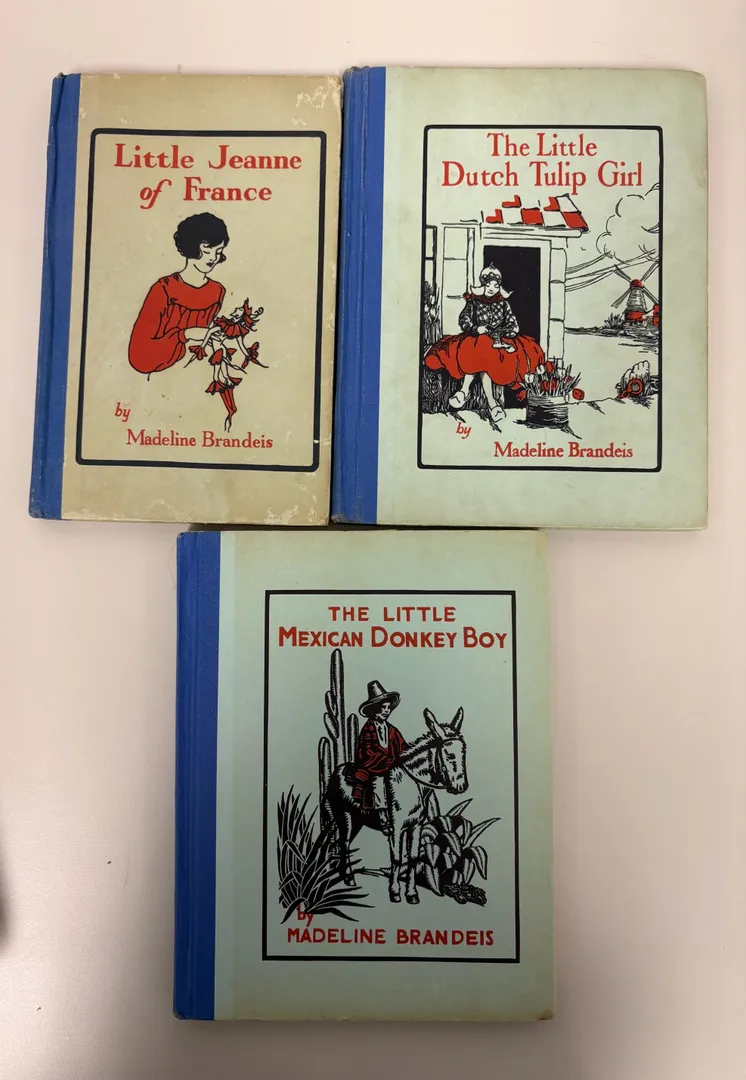 Little Jeanne
of France
by
Madeline Brandeis
The Little
Dutch Tulip Girl
by
Madeline Brandeis
THE LITTLE
MEXICAN DONKEY BOY
by
MADELINE BRANDEIS